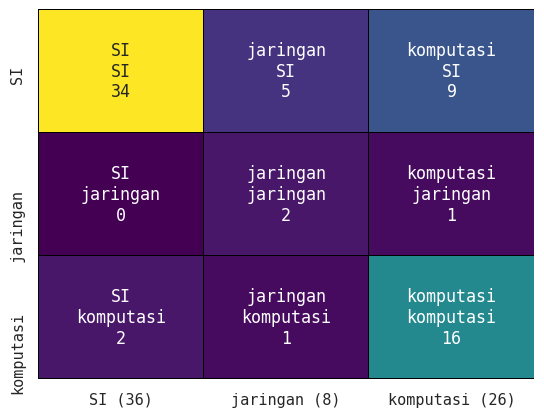 SI
SI
SI
34
jaringan
SI
5
komputasi
SI
9
jaringan
SI
jaringan
0
jaringan
jaringan
2
komputasi
jaringan
1
komputasi
SI
komputasi
2
jaringan
komputasi
1
komputasi
komputasi
16
SI (36)
jaringan (8)
komputasi (26)